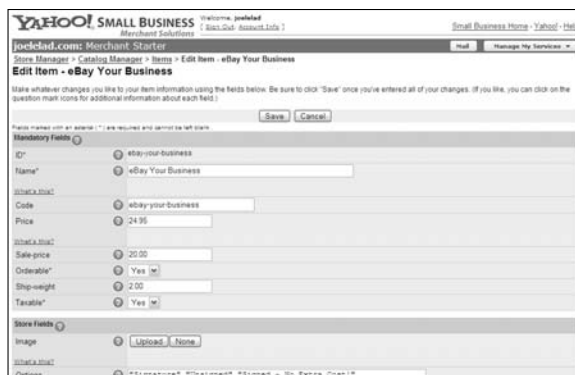 YAHOO! SMALL BUSINESS Welcome, joelelad
Merchant Solutions [Sign Out, Account Info] Small Business Home - Yahoo! - Hel
joelelad.com: Merchant Starter Mail Manage My Services
Store Manager > Catalog Manager > Items > Edit Item - eBay Your Business
Edit Item - eBay Your Business
Make whatever changes you like to your item information using the fields below. Be sure to click 'Save' once you've entered all of your changes. (If you like, you can click on the
question mark icons for additional information about each field.)
Save Cancel
Fields marked with an asterisk (*) are required and cannot be left blank.
Mandatory Fields ?
ID* ? ebay-your-business
Name* ? eBay Your Business
What's this?
Code ? ebay-your-business
Price ? 24.95
What's this?
Sale-price ? 20.00
Orderable* ? Yes
Ship-weight ? 2.00
Taxable* ? Yes
Store Fields ?
Image ? Upload None
What's this?
Options ? "Signature" "Unsigned" "Signed - No Extra Cost!"